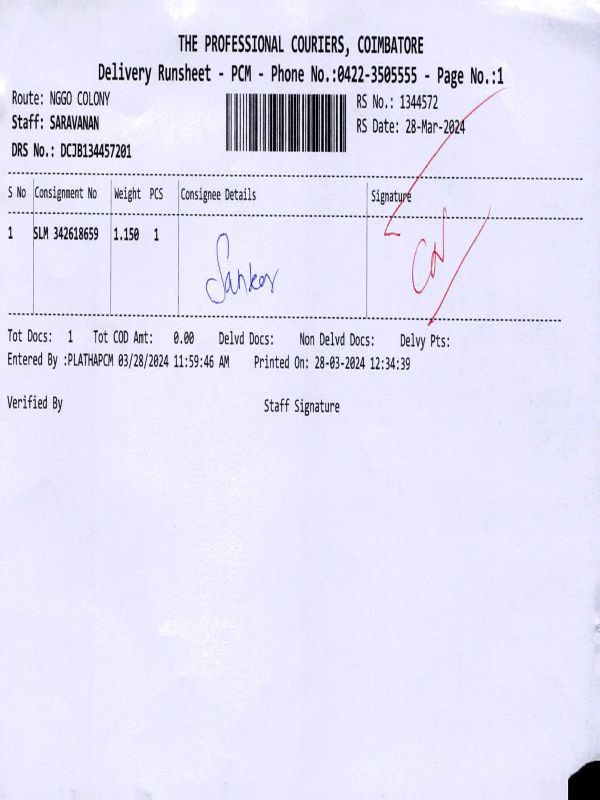 THE PROFESSIONAL COURIERS, COIMBATORE
Delivery Runsheet - PCM - Phone No.:0422-3505555 - Page No.:1
Route: NGGO COLONY
RS No.: 1344572
Staff: SARAVANAN
RS Date: 28-Mar-2024
DRS No.: DCJB134457201
S No Consignment No Weight PCS Consignee Details Signature
1 SLM 342618659 1.150 1
Sanker
Tot Docs: 1 Tot COD Amt: 0.00 Delvd Docs: Non Delvd Docs: Delvy Pts:
Entered By :PLATHAPCM 03/28/2024 11:59:46 AM Printed On: 28-03-2024 12:34:39
Verified By Staff Signature